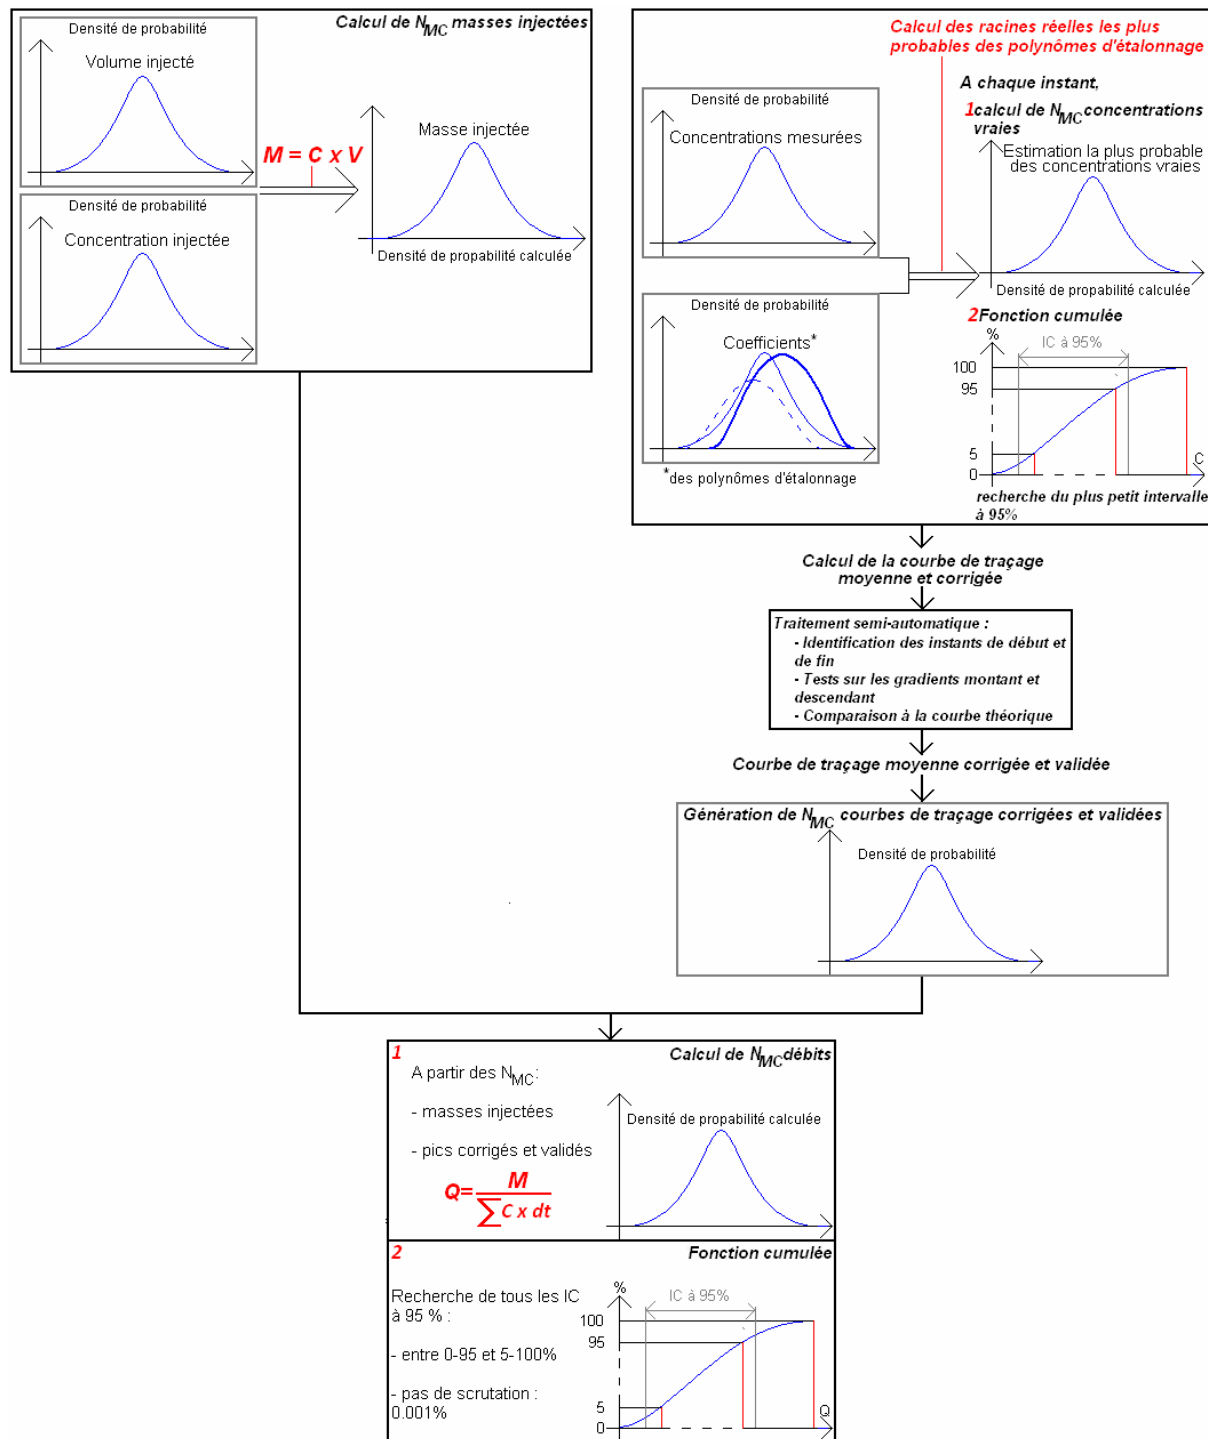 Calcul de NMC masses injectées
Densité de probabilité
Volume injecté
Densité de probabilité
Concentration injectée
M = C x V
Masse injectée
Densité de propabilité calculée
Calcul des racines réelles les plus
probables des polynômes d'étalonnage
Densité de probabilité
Concentrations mesurées
Densité de probabilité
Coefficients*
*des polynômes d'étalonnage
A chaque instant,
1calcul de NMC concentrations
vraies
Estimation la plus probable
des concentrations vraies
Densité de propabilité calculée
2Fonction cumulée
%
IC à 95%
100
95
5
0
C
recherche du plus petit intervalle
à 95%
Calcul de la courbe de traçage
moyenne et corrigée
Traitement semi-automatique :
- Identification des instants de début et
de fin
- Tests sur les gradients montant et
descendant
- Comparaison à la courbe théorique
Courbe de traçage moyenne corrigée et validée
Génération de NMC courbes de traçage corrigées et validées
Densité de probabilité
1
Calcul de NMC débits
A partir des NMC:
- masses injectées
- pics corrigés et validés
Q= M / ∑ C x dt
Densité de propabilité calculée
2
Fonction cumulée
Recherche de tous les IC
à 95 % :
- entre 0-95 et 5-100%
- pas de scrutation :
0.001%
%
IC à 95%
100
95
5
0
Q